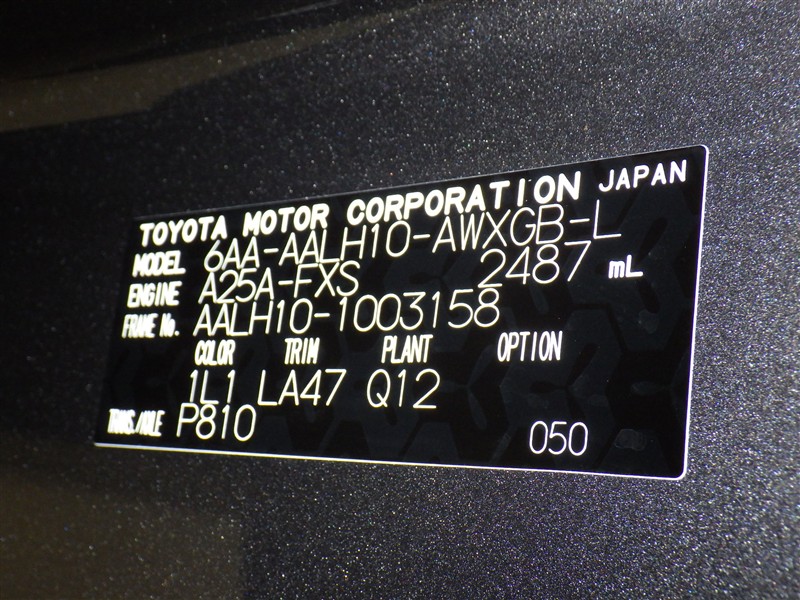 TOYOTA MOTOR CORPORATION JAPAN
MODEL 6AA-AALH10-AWXGB-L
ENGINE A25A-FXS 2487 mL
FRAME No. AALH10-1003158
COLOR TRIM PLANT OPTION
1L1 LA47 Q12
TRANS./AXLE P810 050